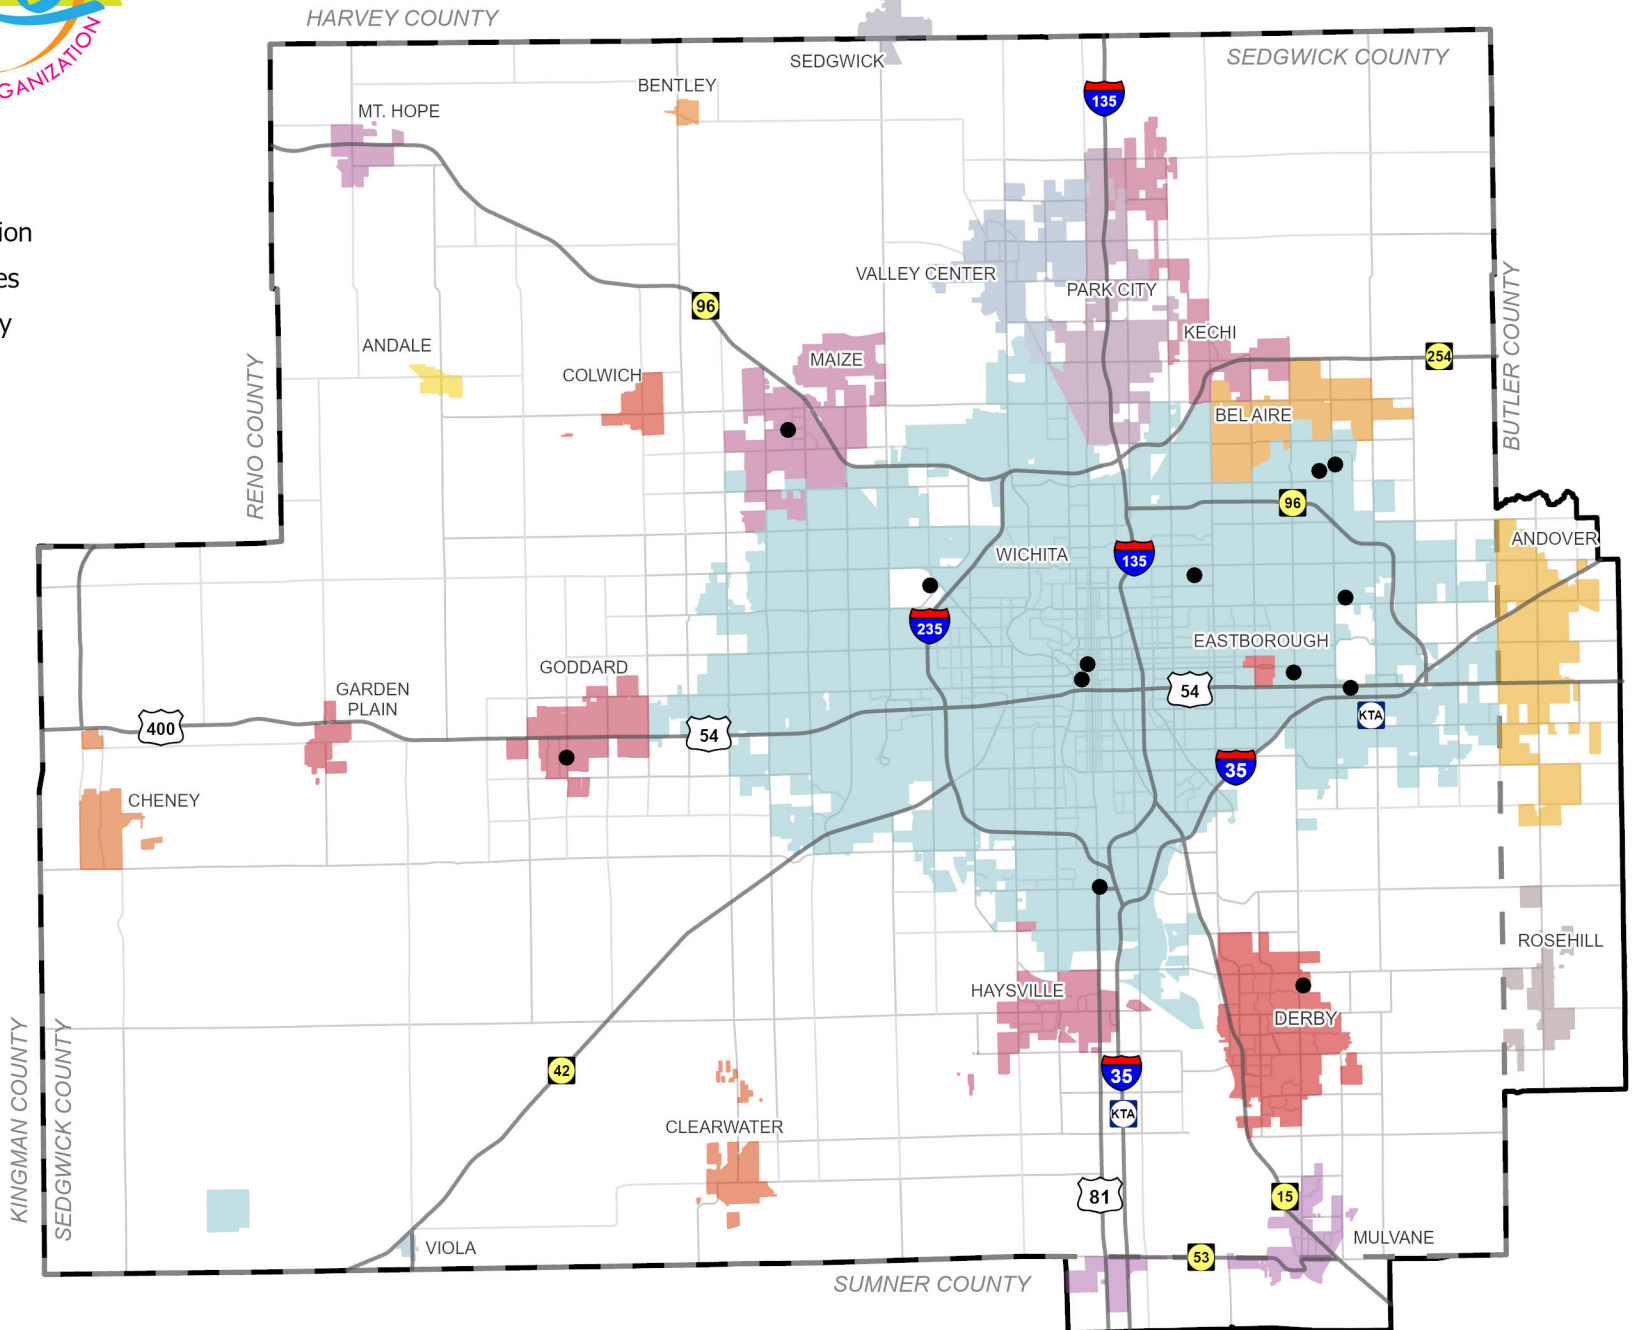 HARVEY COUNTY
GANIZATION
SEDGWICK
SEDGWICK COUNTY
BENTLEY
135
MT. HOPE
ion
es
y
VALLEY CENTER
PARK CITY
96
KECHI
ANDALE
MAIZE
254
COLWICH
RENO COUNTY
BUTLER COUNTY
BEL AIRE
96
ANDOVER
WICHITA
135
235
EASTBOROUGH
GODDARD
GARDEN
PLAIN
54
400
54
KTA
35
CHENEY
ROSEHILL
HAYSVILLE
DERBY
KINGMAN COUNTY
SEDGWICK COUNTY
42
35
KTA
CLEARWATER
81
15
MULVANE
VIOLA
53
SUMNER COUNTY